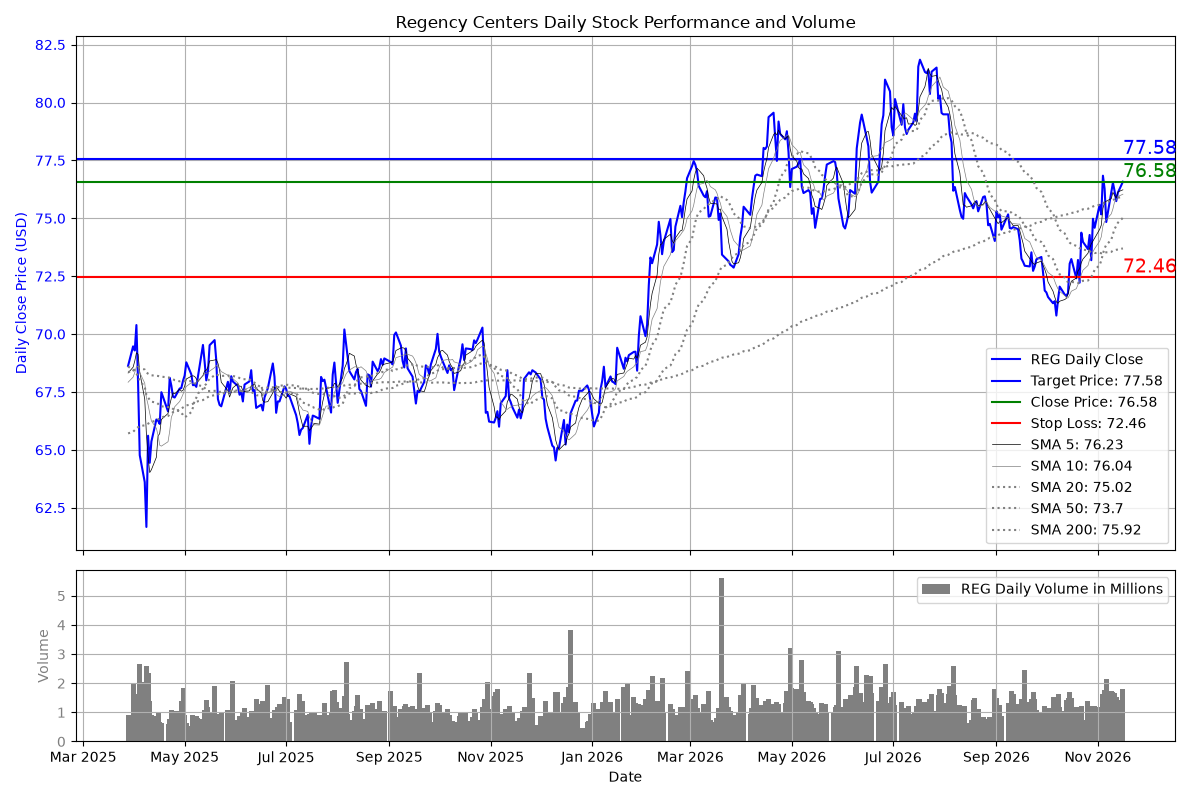 Regency Centers Daily Stock Performance and Volume
82.5
80.0
77.5
75.0
72.5
70.0
67.5
65.0
62.5
Daily Close Price (USD)
77.58
76.58
72.46
REG Daily Close
Target Price: 77.58
Close Price: 76.58
Stop Loss: 72.46
SMA 5: 76.23
SMA 10: 76.04
SMA 20: 75.02
SMA 50: 73.7
SMA 200: 75.92
5
4
3
2
1
0
Volume
REG Daily Volume in Millions
Mar 2025 May 2025 Jul 2025 Sep 2025 Nov 2025 Jan 2026 Mar 2026 May 2026 Jul 2026 Sep 2026 Nov 2026
Date